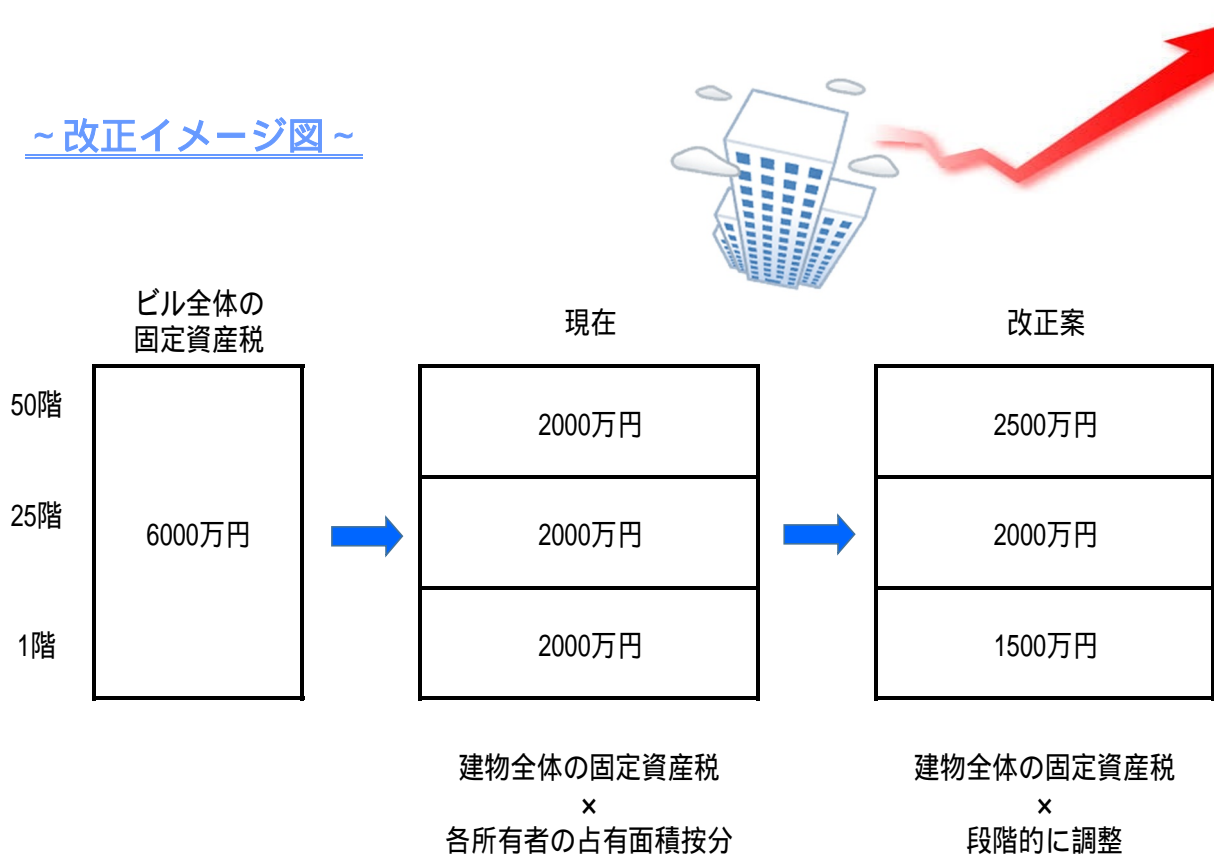 ~改正イメージ図~
ビル全体の
固定資産税
現在
改正案
50階
2000万円
2500万円
25階
6000万円
2000万円
2000万円
1階
2000万円
1500万円
建物全体の固定資産税
×
各所有者の占有面積按分
建物全体の固定資産税
×
段階的に調整